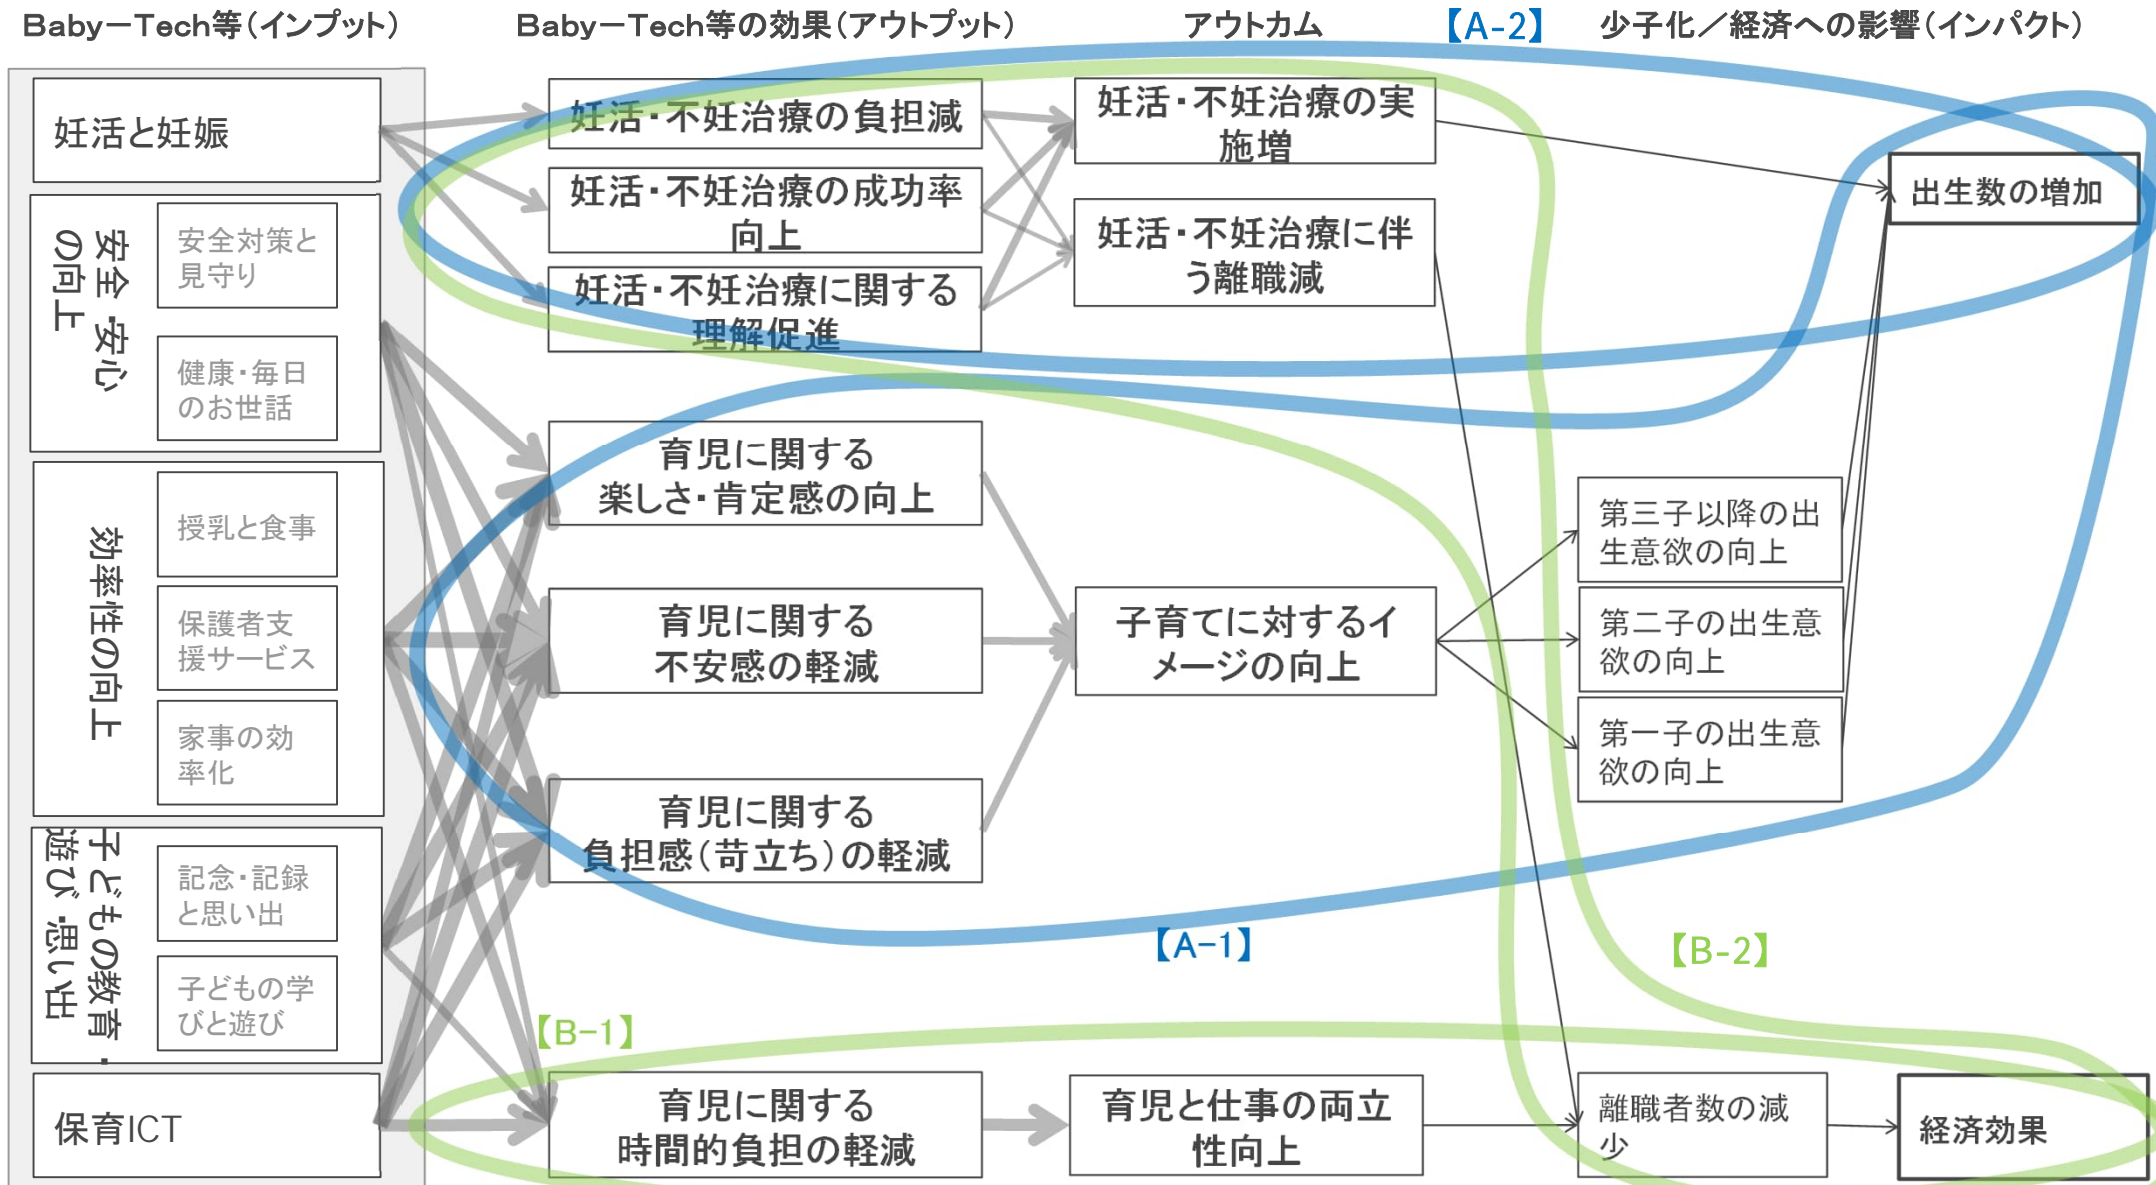 Baby－Tech等（インプット）
Baby－Tech等の効果（アウトプット）
アウトカム
【A-2】
少子化／経済への影響（インパクト）
妊活と妊娠
安全・安心
の向上
安全対策と
見守り
健康・毎日
のお世話
効率性の向上
授乳と食事
保護者支
援サービス
家事の効
率化
子どもの教育・
遊び・思い出
記念・記録
と思い出
子どもの学
びと遊び
保育ICT
妊活・不妊治療の負担減
妊活・不妊治療の成功率
向上
妊活・不妊治療に関する
理解促進
育児に関する
楽しさ・肯定感の向上
育児に関する
不安感の軽減
育児に関する
負担感（苛立ち）の軽減
【B-1】
育児に関する
時間的負担の軽減
妊活・不妊治療の実
施増
妊活・不妊治療に伴
う離職減
子育てに対するイ
メージの向上
【A-1】
育児と仕事の両立
性向上
出生数の増加
第三子以降の出
生意欲の向上
第二子の出生意
欲の向上
第一子の出生意
欲の向上
【B-2】
離職者数の減
少
経済効果